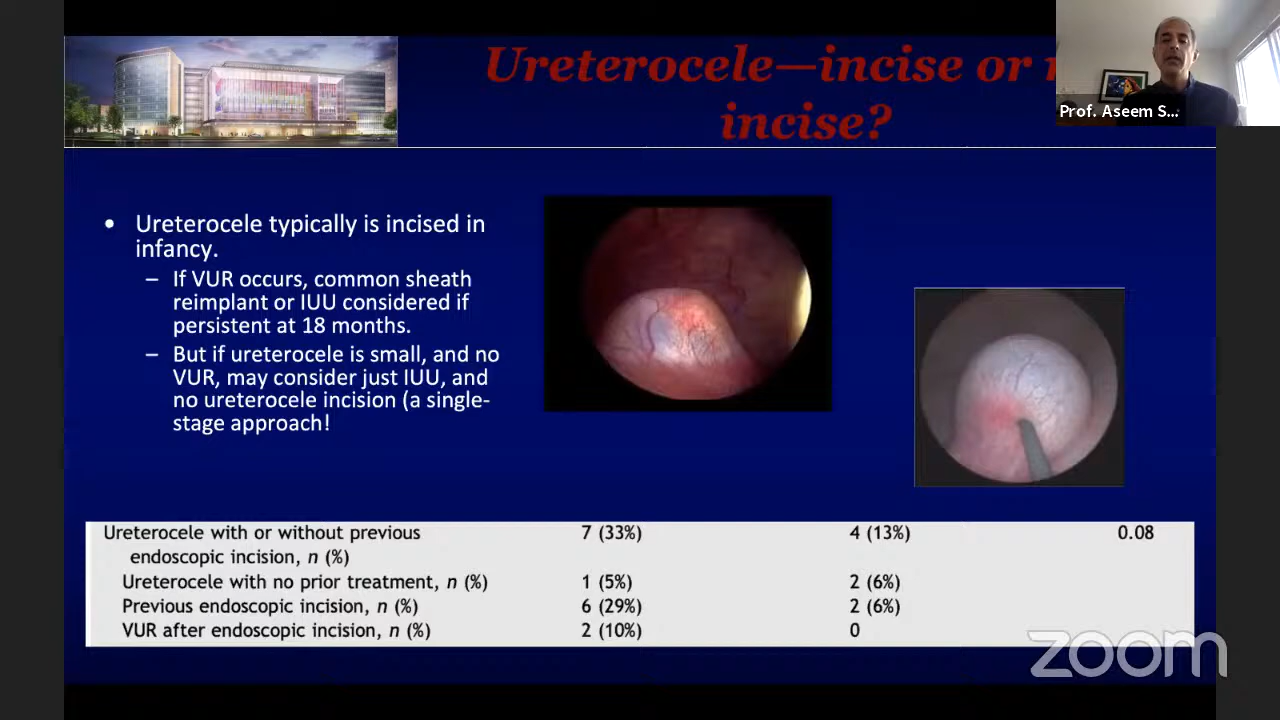 Ureterocele—incise or
incise?
Prof. Aseem S...
• Ureterocele typically is incised in
infancy.
– If VUR occurs, common sheath
reimplant or IUU considered if
persistent at 18 months.
– But if ureterocele is small, and no
VUR, may consider just IUU, and
no ureterocele incision (a single-
stage approach!
Ureterocele with or without previous 7 (33%) 4 (13%) 0.08
endoscopic incision, n (%)
Ureterocele with no prior treatment, n (%) 1 (5%) 2 (6%)
Previous endoscopic incision, n (%) 6 (29%) 2 (6%)
VUR after endoscopic incision, n (%) 2 (10%) 0
zoom